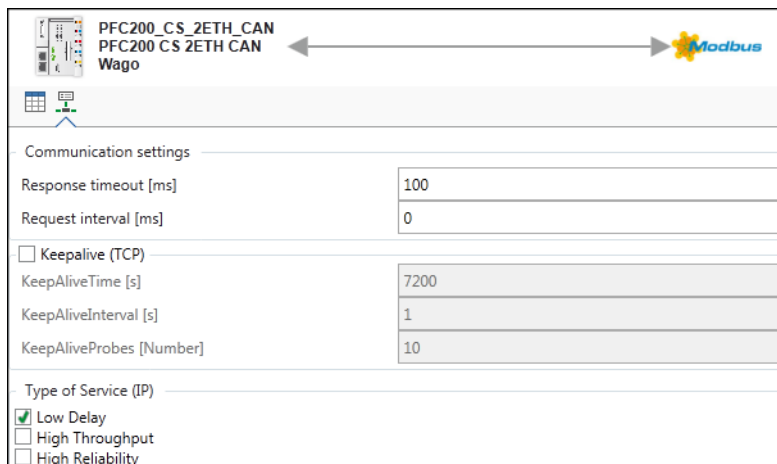 PFC200_CS_2ETH_CAN
PFC200 CS 2ETH CAN
Wago
Modbus
Communication settings
Response timeout [ms] 100
Request interval [ms] 0
Keepalive (TCP)
KeepAliveTime [s] 7200
KeepAliveInterval [s] 1
KeepAliveProbes [Number] 10
Type of Service (IP)
Low Delay
High Throughput
High Reliability